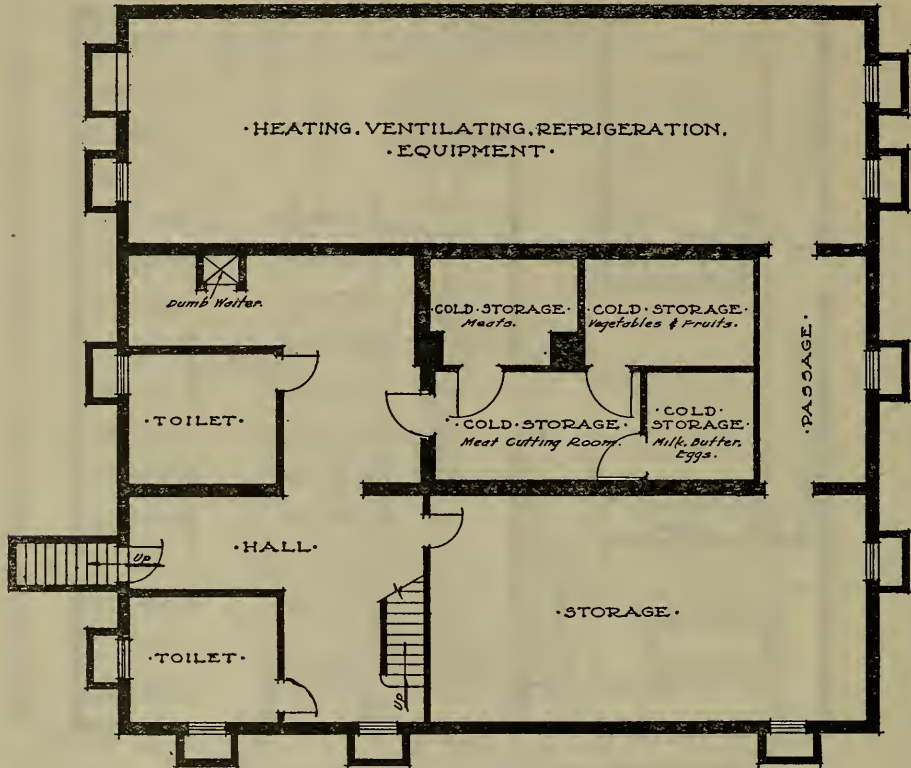 ·HEATING.VENTILATING.REFRIGERATION.
·EQUIPMENT·
Dumb Waiter.
·COLD·STORAGE·
Meats.
·COLD·STORAGE·
Vegetables & Fruits.
·PASSAGE·
·TOILET·
·COLD·STORAGE·
Meat Cutting Room.
·COLD·
STORAGE·
Milk. Butter.
Eggs.
UP
·HALL·
·STORAGE·
·TOILET·
UP